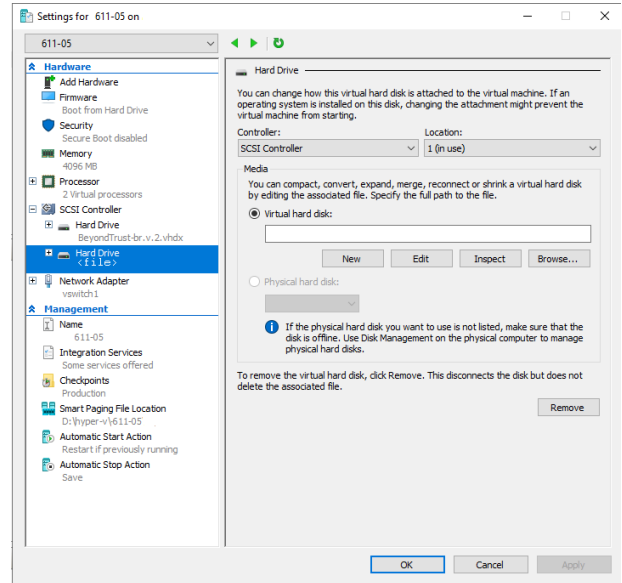 Settings for 611-05 on
611-05
Hardware
Add Hardware
Firmware
Boot from Hard Drive
Security
Secure Boot disabled
Memory
4096 MB
Processor
2 Virtual processors
SCSI Controller
Hard Drive
BeyondTrust-br.v.2.vhdx
Hard Drive
<file>
Network Adapter
vswitch1
Management
Name
611-05
Integration Services
Some services offered
Checkpoints
Production
Smart Paging File Location
D:\hyper-v\611-05
Automatic Start Action
Restart if previously running
Automatic Stop Action
Save
Hard Drive
You can change how this virtual hard disk is attached to the virtual machine. If an
operating system is installed on this disk, changing the attachment might prevent the
virtual machine from starting.
Controller: Location:
SCSI Controller 1 (in use)
Media
You can compact, convert, expand, merge, reconnect or shrink a virtual hard disk
by editing the associated file. Specify the full path to the file.
Virtual hard disk:
New Edit Inspect Browse...
Physical hard disk:
If the physical hard disk you want to use is not listed, make sure that the
disk is offline. Use Disk Management on the physical computer to manage
physical hard disks.
To remove the virtual hard disk, click Remove. This disconnects the disk but does not
delete the associated file.
Remove
OK Cancel Apply